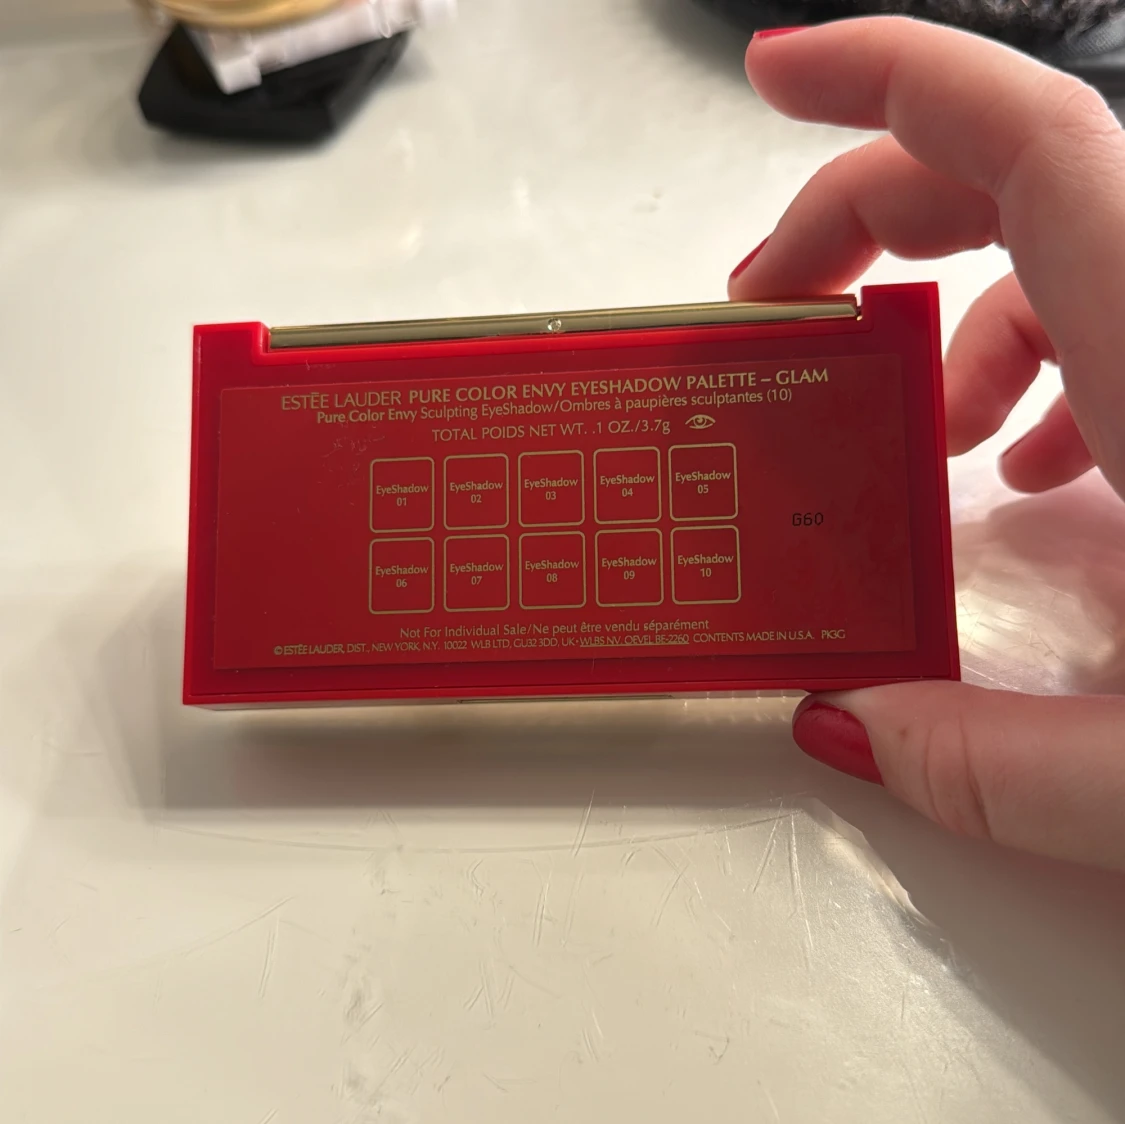 ESTĒE LAUDER PURE COLOR ENVY EYESHADOW PALETTE – GLAM
Pure Color Envy Sculpting EyeShadow/Ombres à paupières sculptantes (10)
TOTAL POIDS NET WT. .1 OZ./3.7g
EyeShadow 01
EyeShadow 02
EyeShadow 03
EyeShadow 04
EyeShadow 05
G60
EyeShadow 06
EyeShadow 07
EyeShadow 08
EyeShadow 09
EyeShadow 10
Not For Individual Sale/Ne peut être vendu séparément
© ESTĒE LAUDER, DIST., NEW YORK, N.Y. 10022 WLB LTD, GU32 3DD, UK • WLBS NV, OEVEL BE-2260 CONTENTS MADE IN U.S.A. PK3G